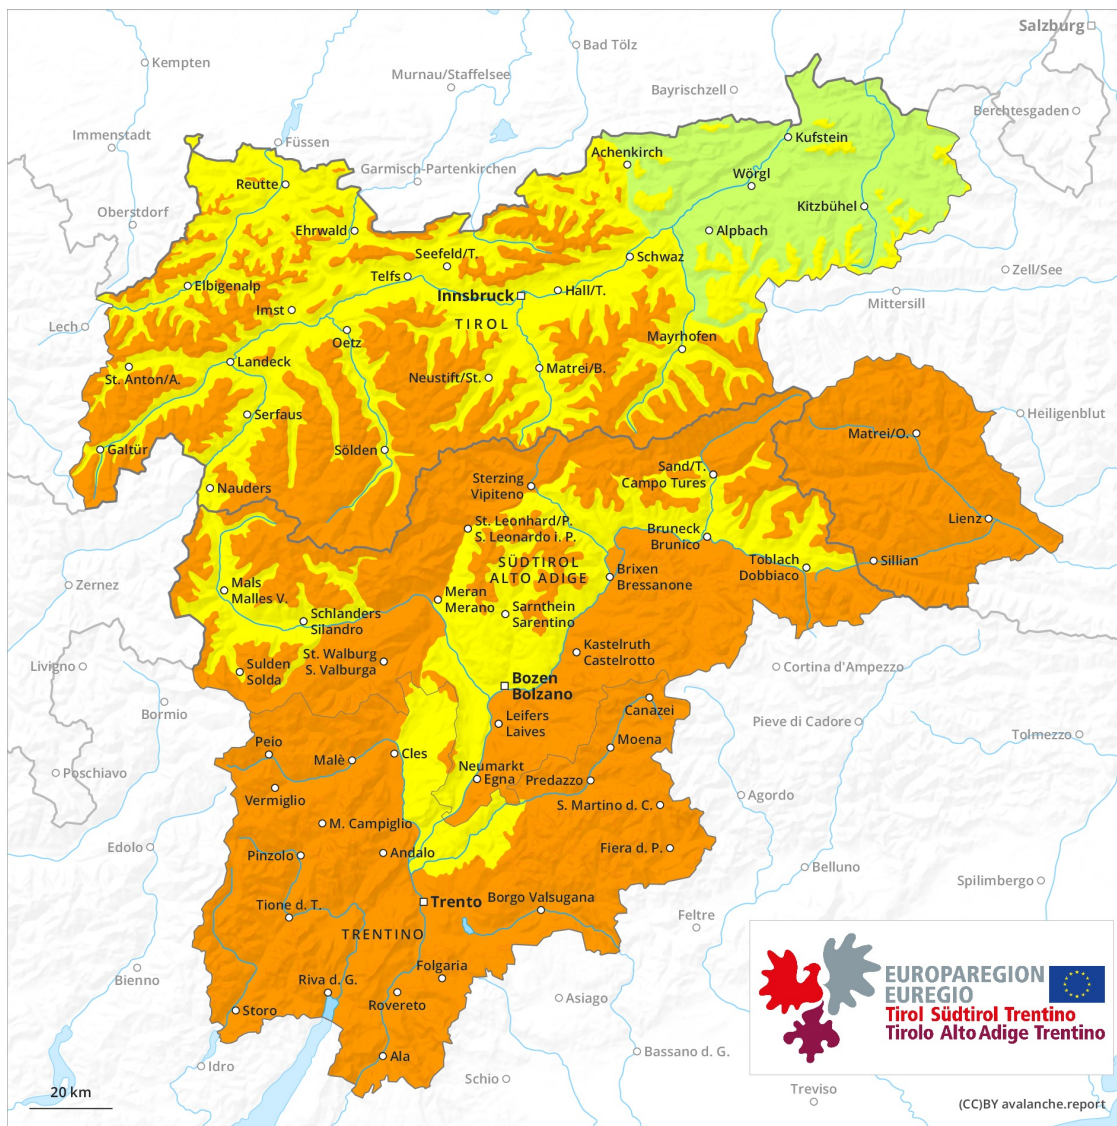 Salzburg
Bad Tölz
Kempten
Murnau/Staffelsee
Bayrischzell
Berchtesgaden
Immenstadt
Füssen
Kufstein
Achenkirch
Garmisch-Partenkirchen
Wörgl
Reutte
Kitzbühel
Oberstdorf
Ehrwald
Alpbach
Seefeld/T.
Schwaz
Zell/See
Telfs
Elbigenalp
Innsbruck
Hall/T.
Mittersill
Imst
TIROL
Lech
Oetz
Mayrhofen
Landeck
Matrei/B.
St. Anton/A.
Neustift/St.
Serfaus
Heiligenblut
Matrei/O.
Galtür
Sölden
Sand/T.
Campo Tures
Sterzing
Vipiteno
Nauders
Lienz
St. Leonhard/P.
S. Leonardo i. P.
Bruneck
Brunico
SÜDTIROL
ALTO ADIGE
Toblach
Dobbiaco
Sillian
Brixen
Bressanone
Zernez
Mals
Malles V.
Meran
Merano
Sarnthein
Sarentino
Schlanders
Silandro
Kastelruth
Castelrotto
St. Walburg
S. Valburga
Livigno
Sulden
Solda
Cortina d'Ampezzo
Bozen
Bolzano
Canazei
Bormio
Leifers
Laives
Pieve di Cadore
Tolmezzo
Moena
Peio
Cles
Malè
Neumarkt
Egna
Poschiavo
Predazzo
Vermiglio
Agordo
S. Martino d. C.
M. Campiglio
Edolo
Fiera d. P.
Andalo
Pinzolo
Belluno
Spilimbergo
Borgo Valsugana
Trento
Tione d. T.
Feltre
TRENTINO
Folgaria
Bienno
Riva d. G.
EUROPAREGION
EUREGIO
Tirol Südtirol Trentino
Tirolo Alto Adige Trentino
Rovereto
Asiago
Storo
Bassano d. G.
Ala
Idro
Schio
Treviso
20 km
(CC)BY avalanche.report